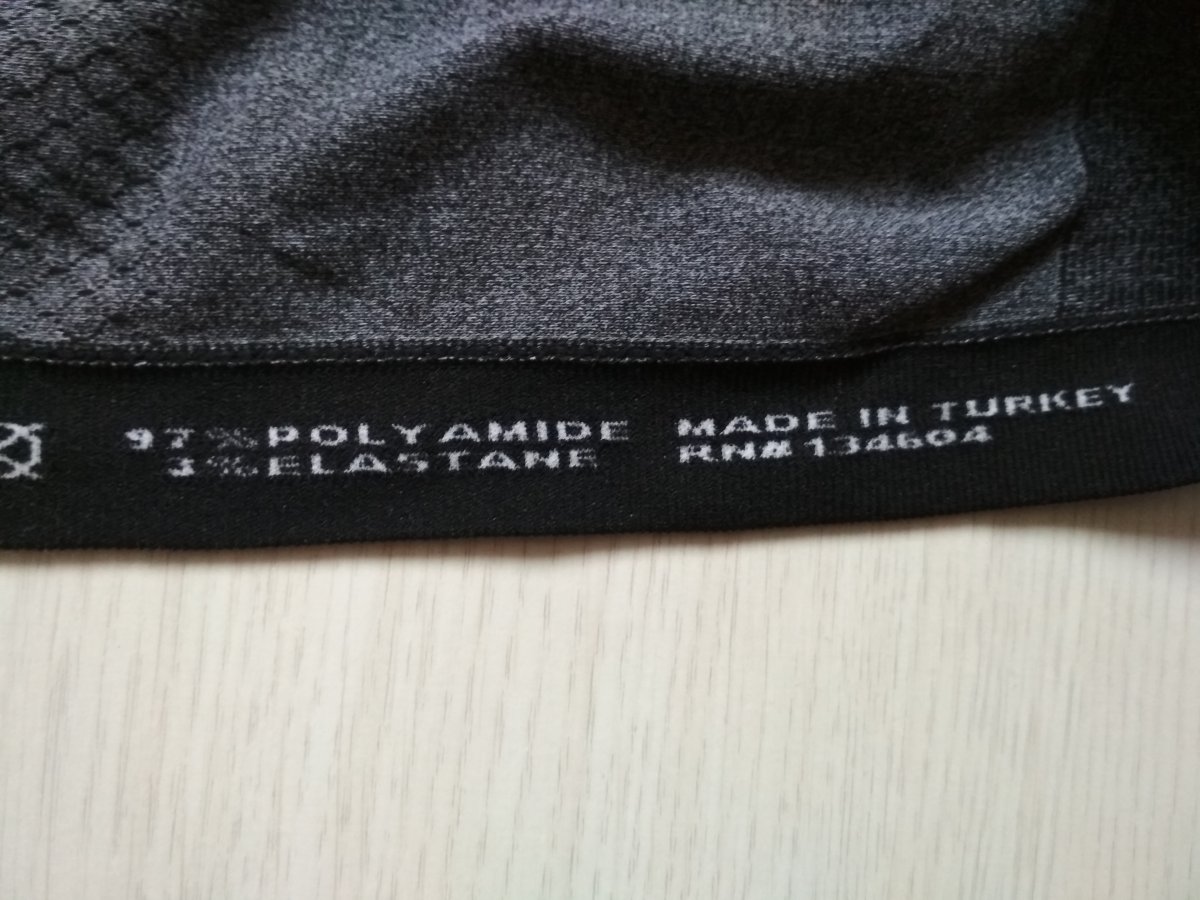 97%POLYAMIDE
3%ELASTANE
MADE IN TURKEY
RN#134604